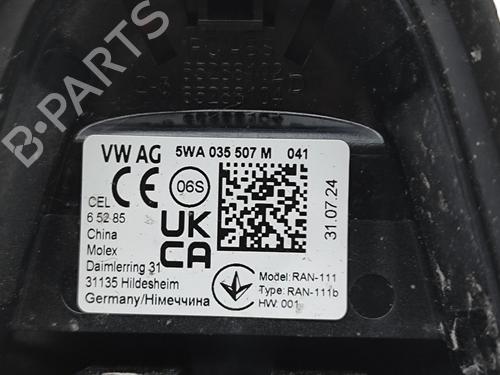 VW AG 5WA 035 507 M 041
CE 06S
CEL
6 52 85
China
Molex
Daimlerring 31
31135 Hildesheim
Germany/Німеччина
UK
CA
31.07.24
Model: RAN-111
Type: RAN-111b
HW: 001
B-Parts